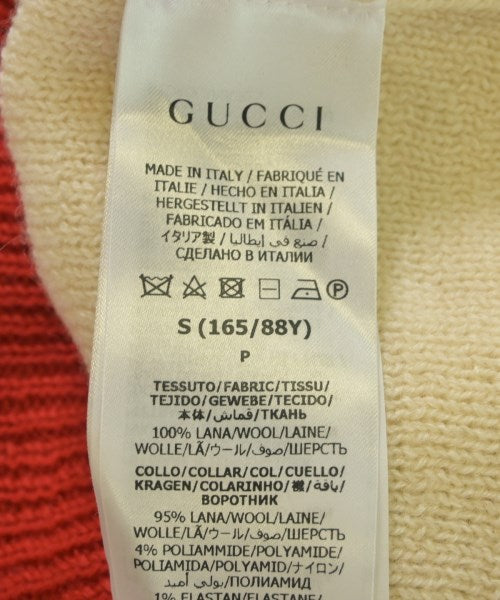 GUCCI
MADE IN ITALY / FABRIQUÉ EN
ITALIE / HECHO EN ITALIA /
HERGESTELLT IN ITALIEN /
FABRICADO EM ITÁLIA /
イタリア製 / صنع في إيطاليا /
СДЕЛАНО В ИТАЛИИ
P
S (165/88Y)
P
TESSUTO/FABRIC/TISSU/
TEJIDO/GEWEBE/TECIDO/
本体/قماش/ТКАНЬ
100% LANA/WOOL/LAINE/
WOLLE/LÃ/ウール/صوف/ШЕРСТЬ
COLLO/COLLAR/COL/CUELLO/
KRAGEN/COLARINHO/襟/ياقة/
ВОРОТНИК
95% LANA/WOOL/LAINE/
WOLLE/LÃ/ウール/صوف/ШЕРСТЬ
4% POLIAMMIDE/POLYAMIDE/
POLIAMIDA/POLYAMID/ナイロン/
بولي أميد/ПОЛИАМИД
1% ELASTAN/ELASTANE/